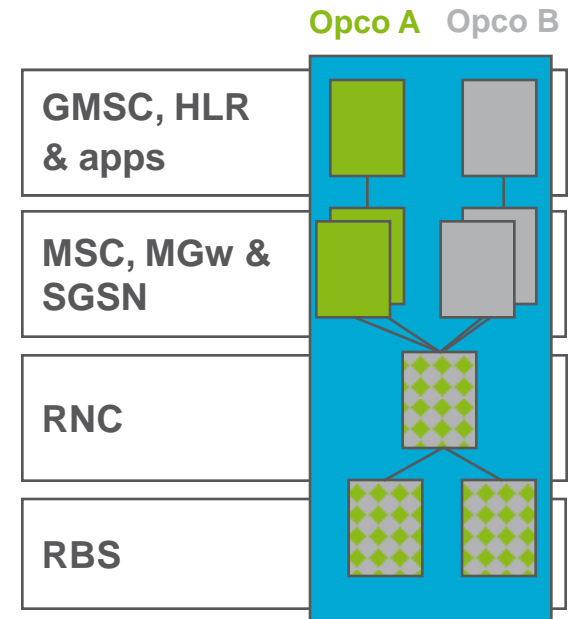 Opco A Opco B
GMSC, HLR
& apps
MSC, MGw &
SGSN
RNC
RBS